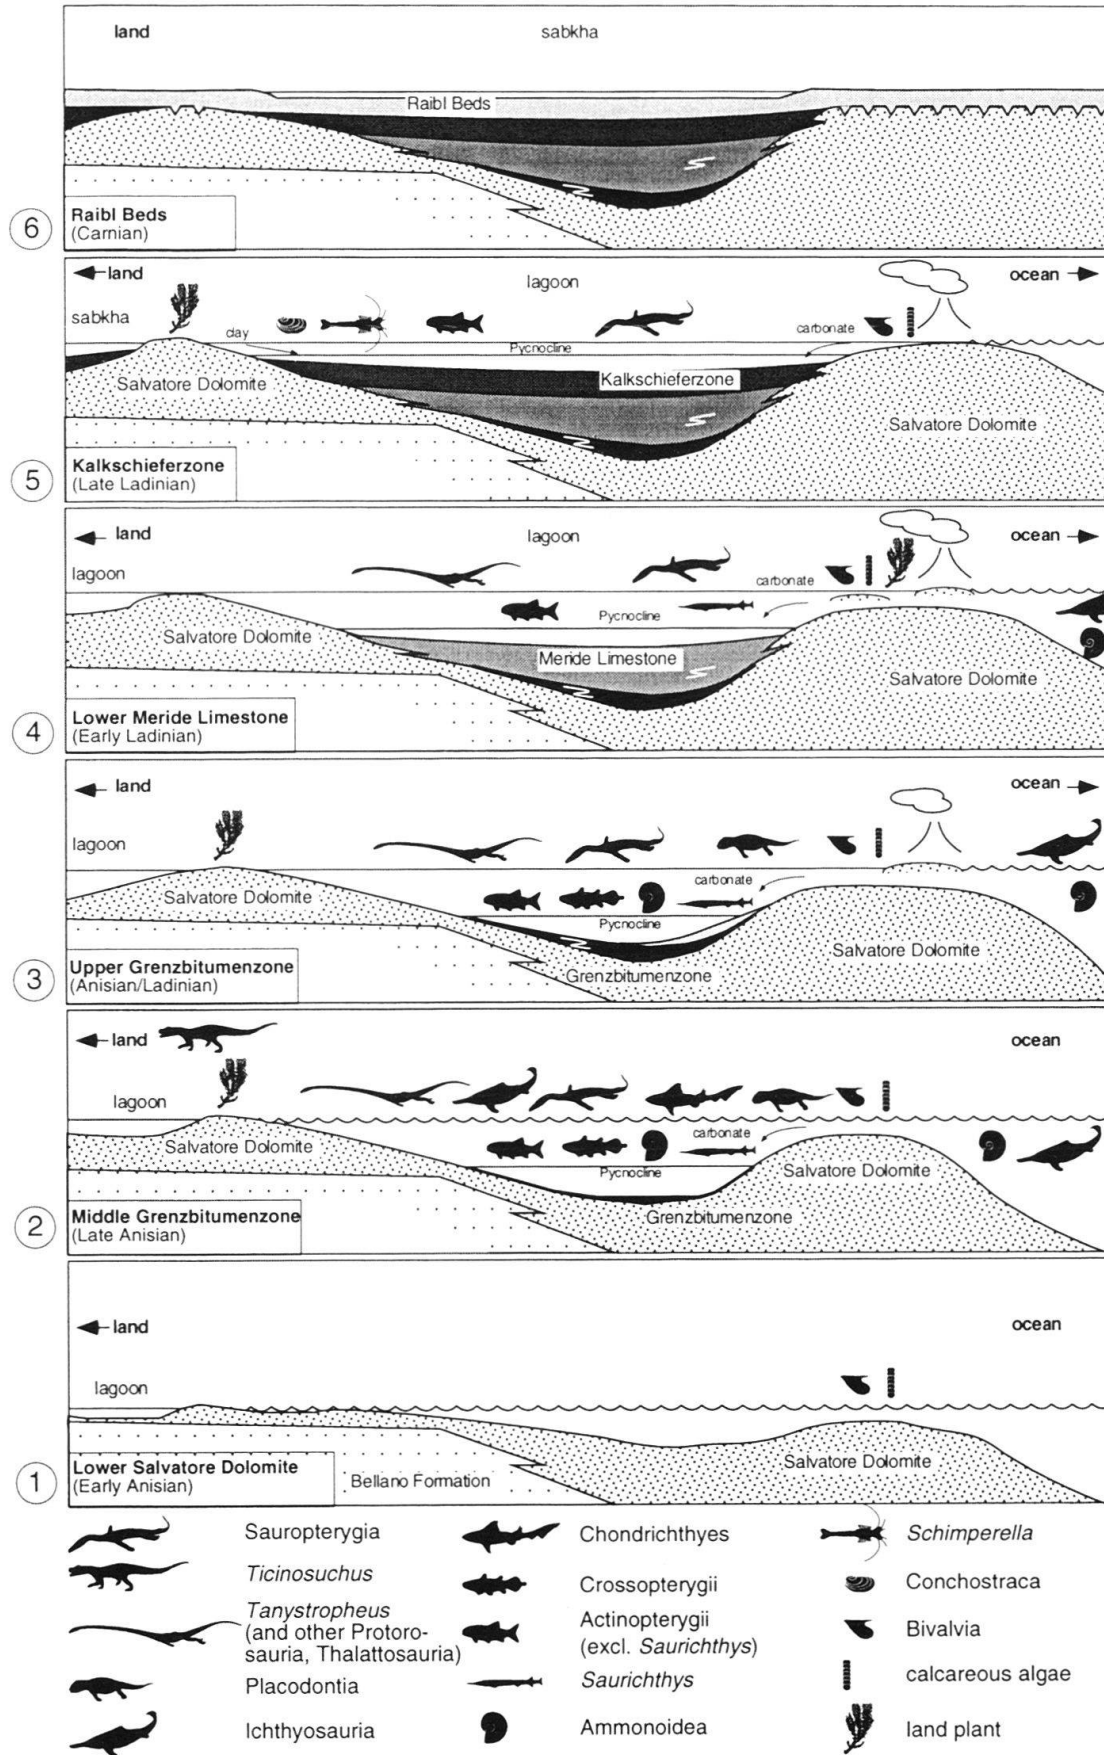 land
sabkha
Raibl Beds
6
Raibl Beds
(Carnian)
land
lagoon
ocean
sabkha
clay
carbonate
Pycnocline
Kalkschieferzone
Salvatore Dolomite
Salvatore Dolomite
5
Kalkschieferzone
(Late Ladinian)
land
lagoon
ocean
lagoon
carbonate
Pycnocline
Salvatore Dolomite
Meride Limestone
Salvatore Dolomite
4
Lower Meride Limestone
(Early Ladinian)
land
ocean
lagoon
carbonate
Salvatore Dolomite
Pycnocline
Salvatore Dolomite
Grenzbitumenzone
3
Upper Grenzbitumenzone
(Anisian/Ladinian)
land
ocean
lagoon
carbonate
Salvatore Dolomite
Pycnocline
Salvatore Dolomite
Grenzbitumenzone
2
Middle Grenzbitumenzone
(Late Anisian)
land
ocean
lagoon
Salvatore Dolomite
1
Lower Salvatore Dolomite
(Early Anisian)
Bellano Formation
Sauropterygia
Ticinosuchus
Tanystropheus
(and other Protoro-
sauria, Thalattosauria)
Placodontia
Ichthyosauria
Chondrichthyes
Crossopterygii
Actinopterygii
(excl. Saurichthys)
Saurichthys
Ammonoidea
Schimperella
Conchostraca
Bivalvia
calcareous algae
land plant